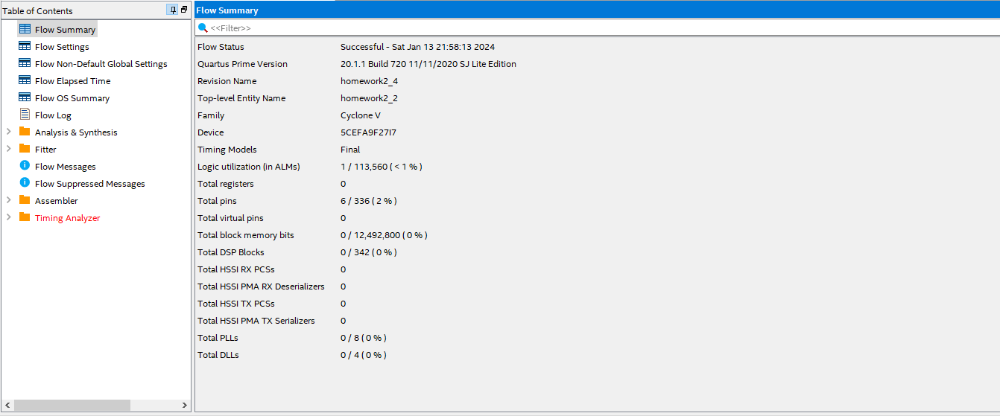 Table of Contents
Flow Summary
Flow Settings
Flow Non-Default Global Settings
Flow Elapsed Time
Flow OS Summary
Flow Log
Analysis & Synthesis
Fitter
Flow Messages
Flow Suppressed Messages
Assembler
Timing Analyzer
Flow Summary
<<Filter>>
Flow Status Successful - Sat Jan 13 21:58:13 2024
Quartus Prime Version 20.1.1 Build 720 11/11/2020 SJ Lite Edition
Revision Name homework2_4
Top-level Entity Name homework2_2
Family Cyclone V
Device 5CEFA9F27I7
Timing Models Final
Logic utilization (in ALMs) 1 / 113,560 ( < 1 % )
Total registers 0
Total pins 6 / 336 ( 2 % )
Total virtual pins 0
Total block memory bits 0 / 12,492,800 ( 0 % )
Total DSP Blocks 0 / 342 ( 0 % )
Total HSSI RX PCSs 0
Total HSSI PMA RX Deserializers 0
Total HSSI TX PCSs 0
Total HSSI PMA TX Serializers 0
Total PLLs 0 / 8 ( 0 % )
Total DLLs 0 / 4 ( 0 % )